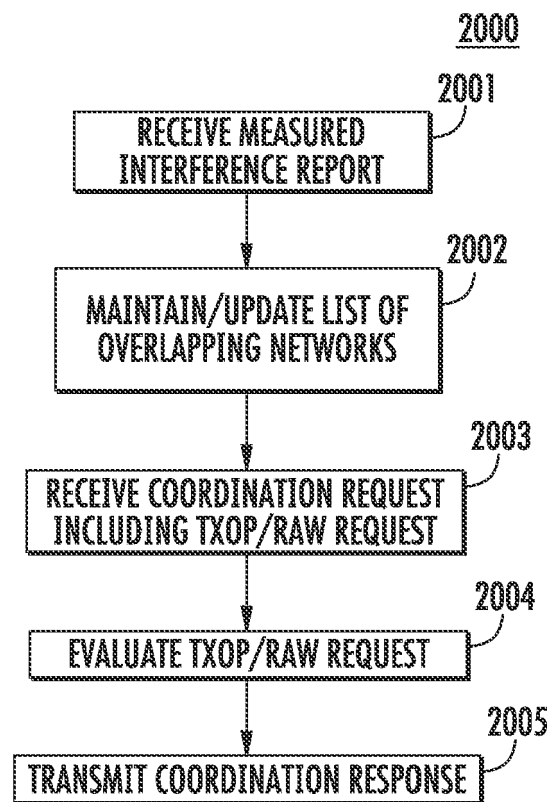 2000
2001
RECEIVE MEASURED
INTERFERENCE REPORT
2002
MAINTAIN/UPDATE LIST OF
OVERLAPPING NETWORKS
2003
RECEIVE COORDINATION REQUEST
INCLUDING TXOP/RAW REQUEST
2004
EVALUATE TXOP/RAW REQUEST
2005
TRANSMIT COORDINATION RESPONSE